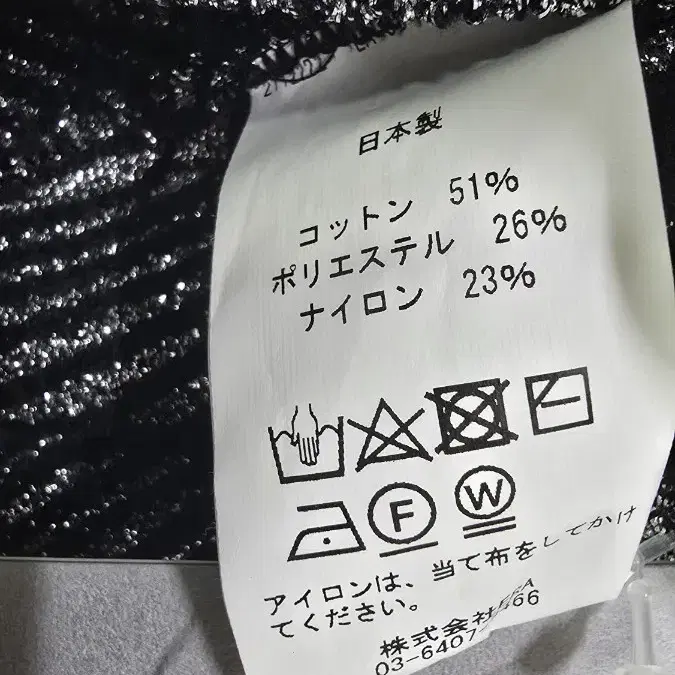 日本製
コットン 51%
ポリエステル 26%
ナイロン 23%
F W
アイロンは、当て布をしてかけ
てください。
株式会社
03-6407-